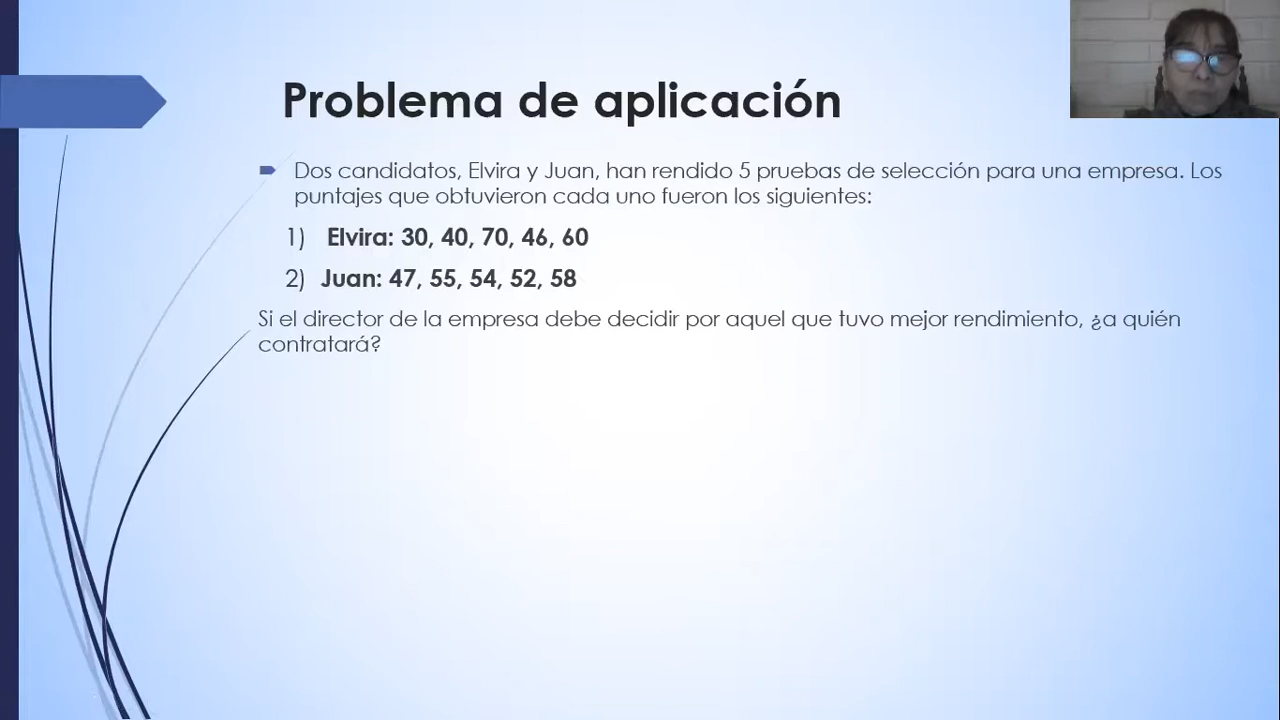 Problema de aplicación
Dos candidatos, Elvira y Juan, han rendido 5 pruebas de selección para una empresa. Los
puntajes que obtuvieron cada uno fueron los siguientes:
1) Elvira: 30, 40, 70, 46, 60
2) Juan: 47, 55, 54, 52, 58
Si el director de la empresa debe decidir por aquel que tuvo mejor rendimiento, ¿a quién
contratará?